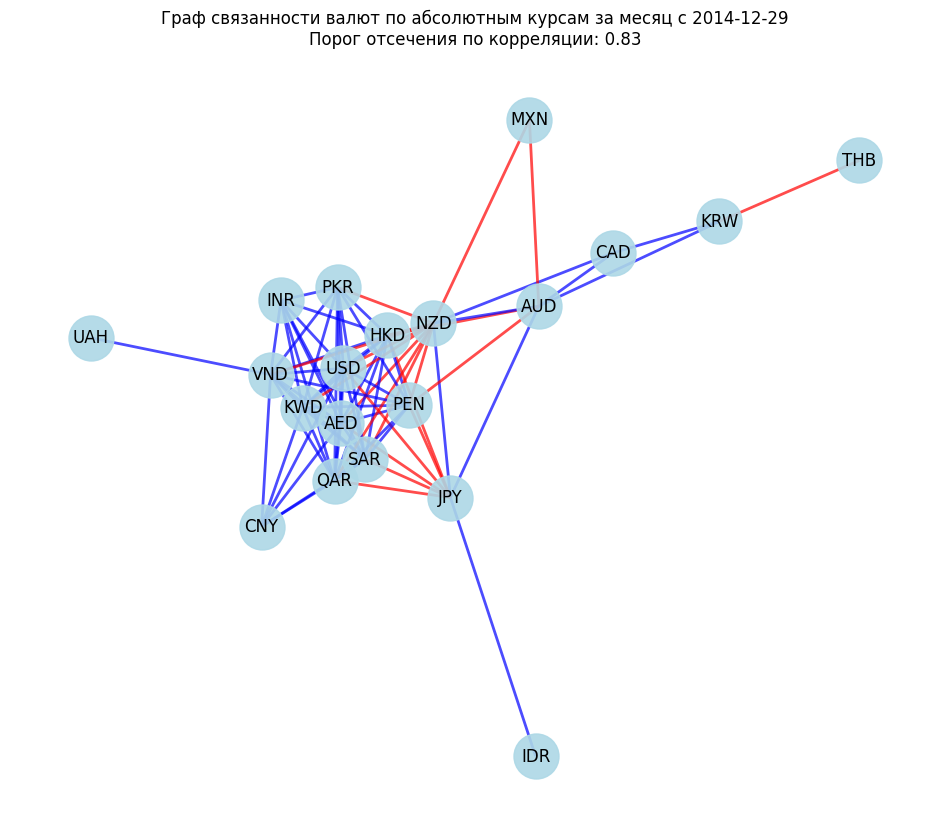 Граф связанности валют по абсолютным курсам за месяц с 2014-12-29
Порог отсечения по корреляции: 0.83
MXN
THB
KRW
CAD
PKR
INR
AUD
NZD
HKD
UAH
USD
VND
PEN
KWD
AED
SAR
QAR
JPY
CNY
IDR